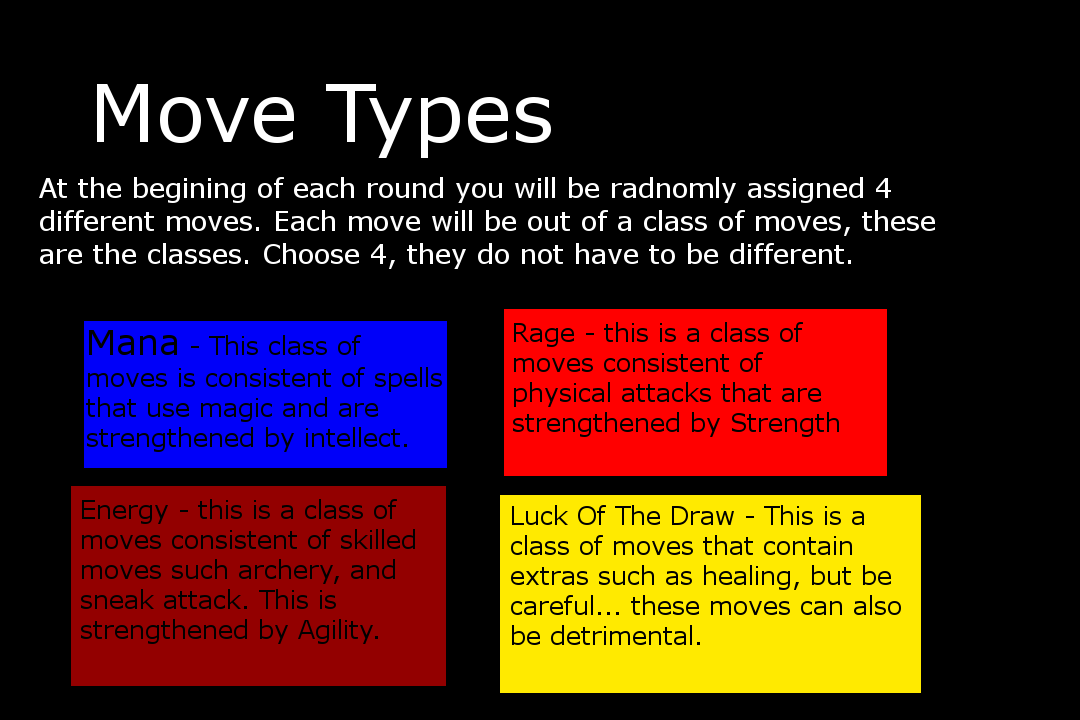 Move Types
At the begining of each round you will be radnomly assigned 4
different moves. Each move will be out of a class of moves, these
are the classes. Choose 4, they do not have to be different.
Mana - This class of
moves is consistent of spells
that use magic and are
strengthened by intellect.
Rage - this is a class of
moves consistent of
physical attacks that are
strengthened by Strength
Energy - this is a class of
moves consistent of skilled
moves such archery, and
sneak attack. This is
strengthened by Agility.
Luck Of The Draw - This is a
class of moves that contain
extras such as healing, but be
careful... these moves can also
be detrimental.